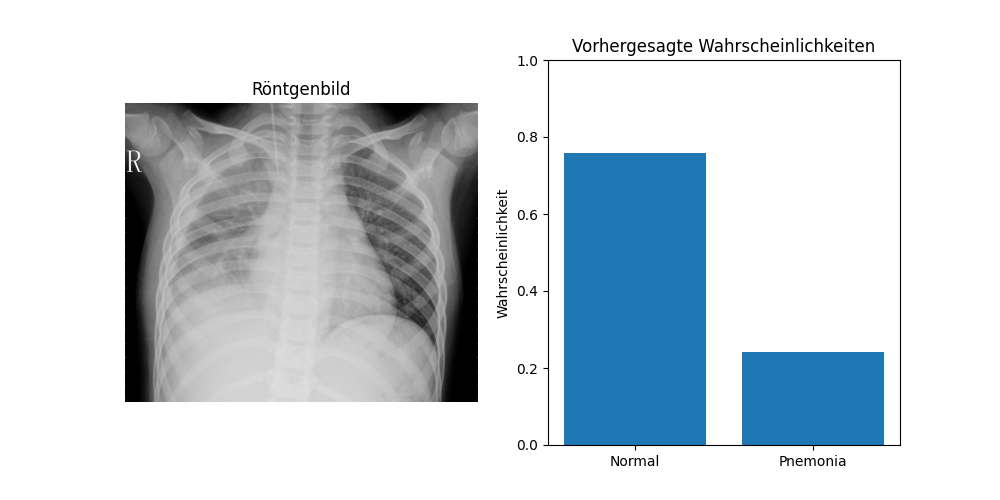 Röntgenbild
R
Vorhergesagte Wahrscheinlichkeiten
Wahrscheinlichkeit
1.0
0.8
0.6
0.4
0.2
0.0
Normal
Pnemonia